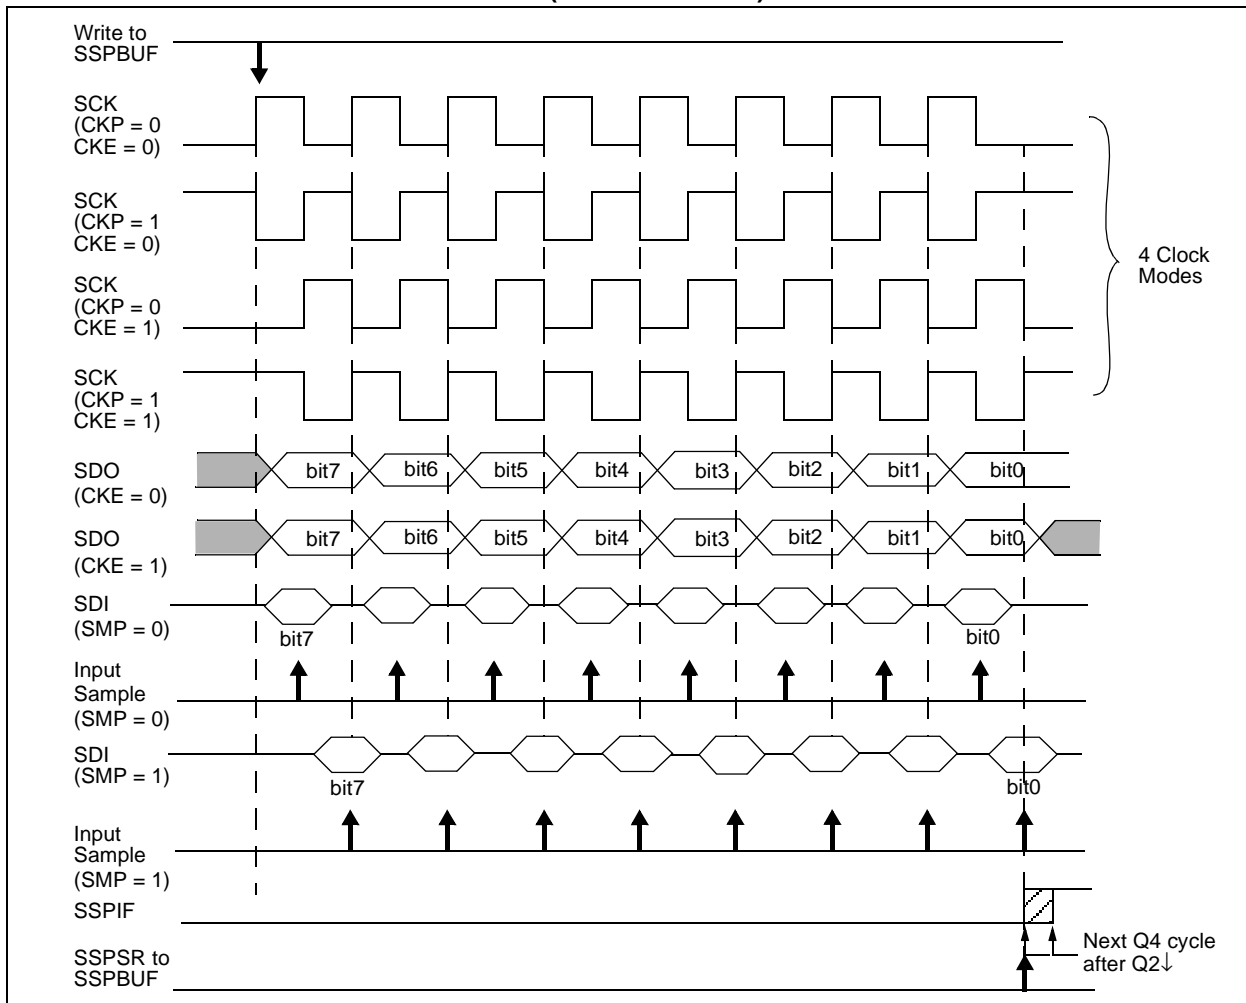 Write to
SSPBUF
SCK
(CKP = 0
CKE = 0)
SCK
(CKP = 1
CKE = 0)
SCK
(CKP = 0
CKE = 1)
SCK
(CKP = 1
CKE = 1)
4 Clock
Modes
SDO
(CKE = 0)
bit7 bit6 bit5 bit4 bit3 bit2 bit1 bit0
SDO
(CKE = 1)
bit7 bit6 bit5 bit4 bit3 bit2 bit1 bit0
SDI
(SMP = 0)
bit7 bit0
Input
Sample
(SMP = 0)
SDI
(SMP = 1)
bit7 bit0
Input
Sample
(SMP = 1)
SSPIF
SSPSR to
SSPBUF
Next Q4 cycle
after Q2↓